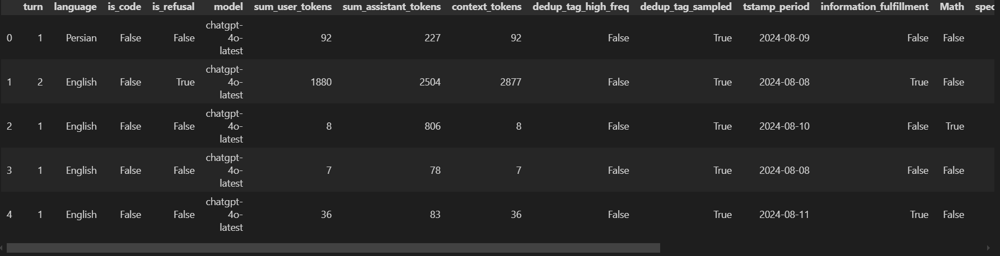 turn language is_code is_refusal model sum_user_tokens sum_assistant_tokens context_tokens dedup_tag_high_freq dedup_tag_sampled tstamp_period information_fulfillment Math spec
chatgpt-
0 1 Persian False False 4o- 92 227 92 False True 2024-08-09 False False
latest
chatgpt-
1 2 English False True 4o- 1880 2504 2877 False True 2024-08-08 True False
latest
chatgpt-
2 1 English False False 4o- 8 806 8 False True 2024-08-10 False True
latest
chatgpt-
3 1 English False False 4o- 7 78 7 False True 2024-08-08 False False
latest
chatgpt-
4 1 English False False 4o- 36 83 36 False True 2024-08-11 True False
latest